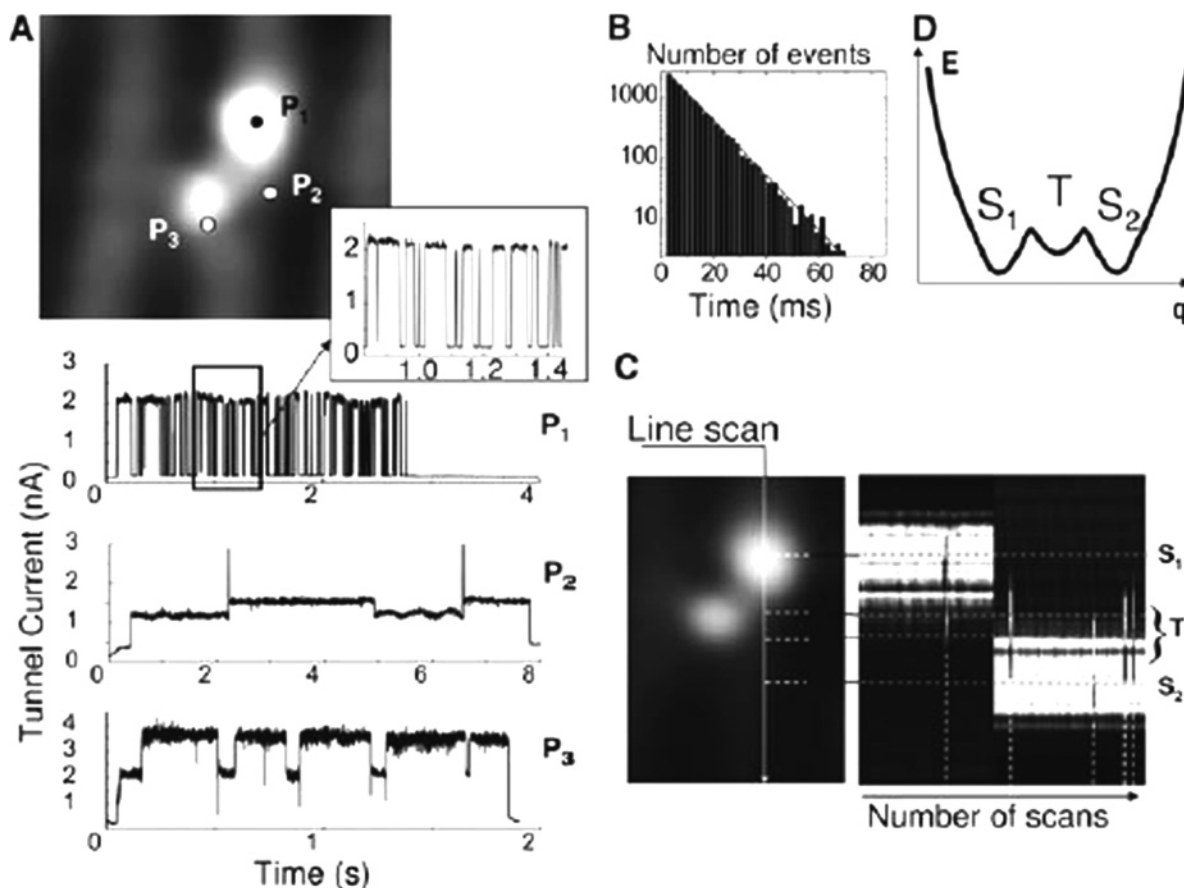 A
P1
P2
P3
2
1
0
1.0 1.2 1.4
Tunnel Current (nA)
3
2
1
0
0 2 4
P1
3
2
1
0
0 2 4 6 8
P2
4
3
2
1
0 1 2
P3
Time (s)
B
Number of events
1000
100
10
0 20 40 60 80
Time (ms)
D
E
S1 T S2
q
C
Line scan
S1
T
S2
Number of scans